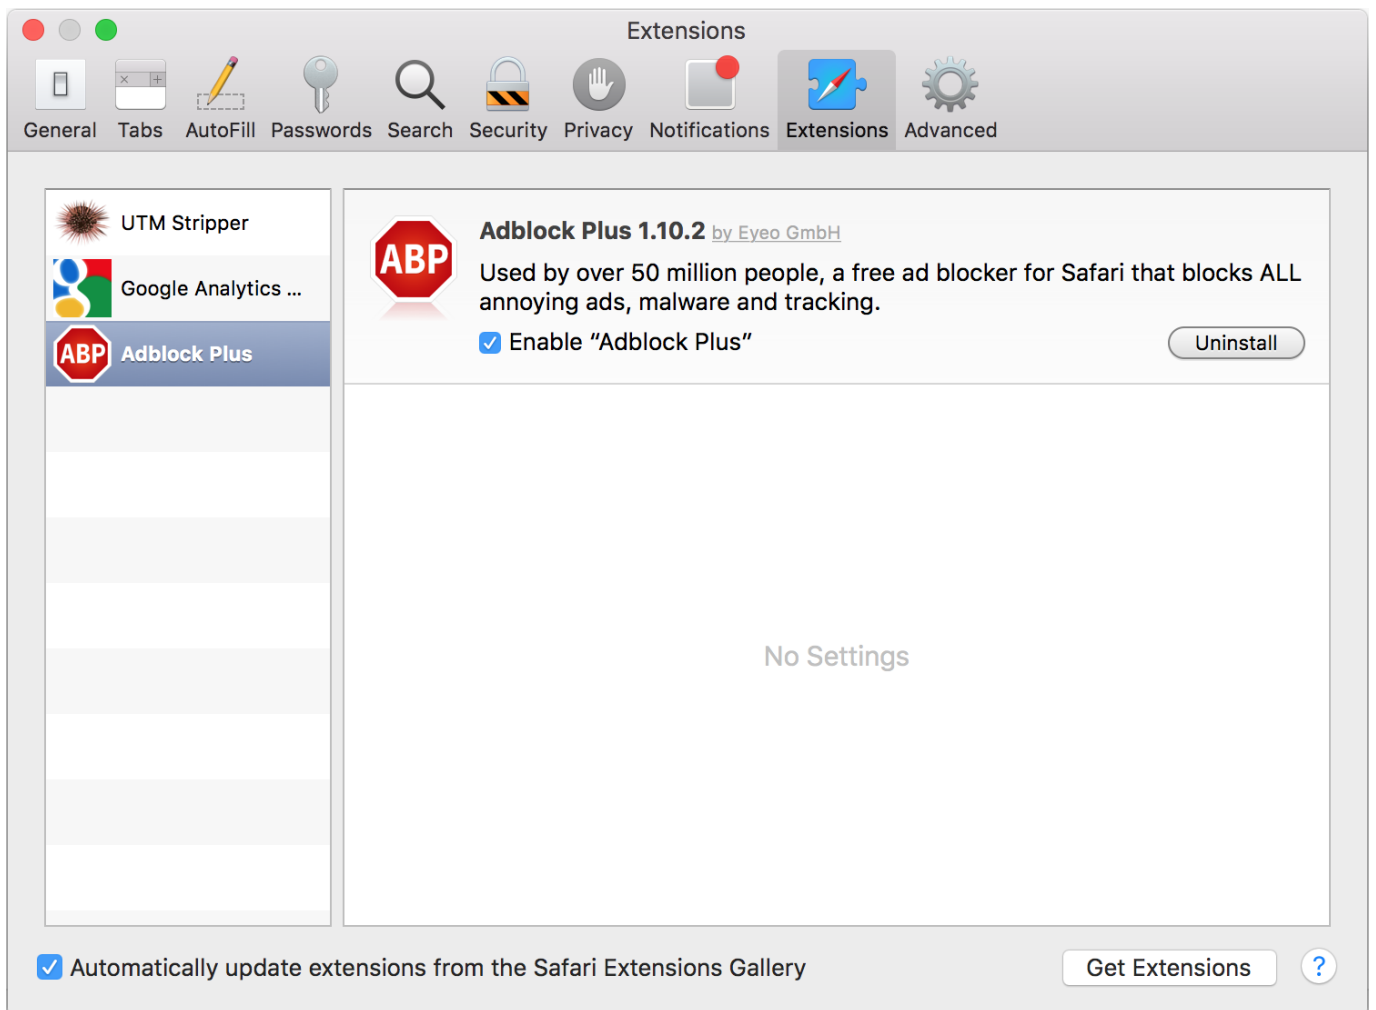 Extensions
General
Tabs
AutoFill
Passwords
Search
Security
Privacy
Notifications
Extensions
Advanced
UTM Stripper
Google Analytics ...
ABP
Adblock Plus
ABP
Adblock Plus 1.10.2 by Eyeo GmbH
Used by over 50 million people, a free ad blocker for Safari that blocks ALL
annoying ads, malware and tracking.
Enable “Adblock Plus”
Uninstall
No Settings
Automatically update extensions from the Safari Extensions Gallery
Get Extensions
?